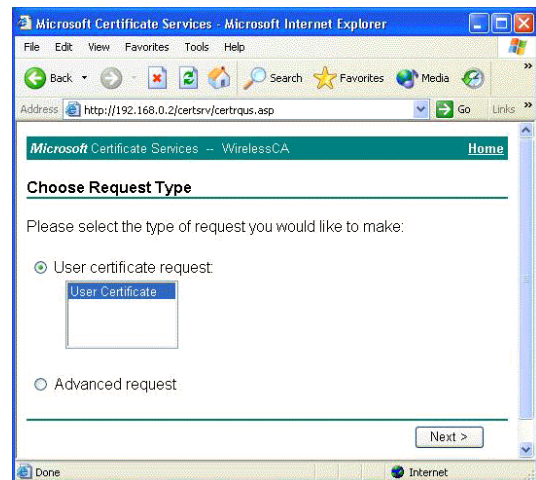 Microsoft Certificate Services - Microsoft Internet Explorer
File Edit View Favorites Tools Help
Back Search Favorites Media »
Address http://192.168.0.2/certsrv/certrqus.asp Go Links »
Microsoft Certificate Services -- WirelessCA Home
Choose Request Type
Please select the type of request you would like to make:
User certificate request:
User Certificate
Advanced request
Next >
Done Internet